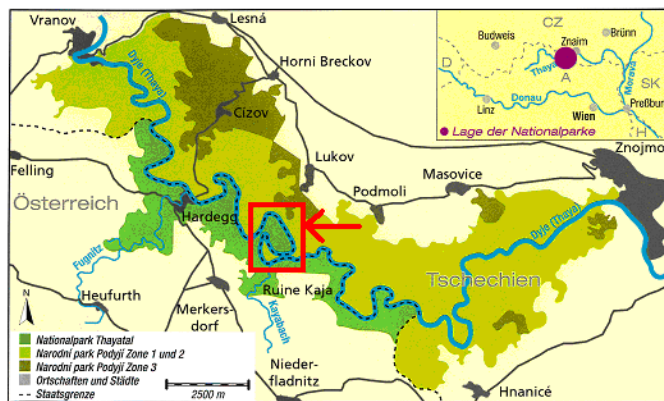 Vranov
Lesná
Horni Breckov
Čížov
Dyje (Thaya)
Lukov
Felling
Österreich
Hardegg
Podmoli
Masovice
Znojmo
Fugnitz
Heufurth
Merkers-
dorf
Ruine Kaja
Kayabach
Nieder-
fladnitz
Tschechien
Dyje (Thaya)
Hnanicé
N
Nationalpark Thayatal
Narodní park Podyjí Zone 1 und 2
Narodní park Podyjí Zone 3
Ortschaften und Städte
Staatsgrenze
2500 m
CZ
Budweis
Znaim
Brünn
Thaya
D
A
Morava
SK
Donau
Linz
Wien
Preßburg
H
Lage der Nationalparke